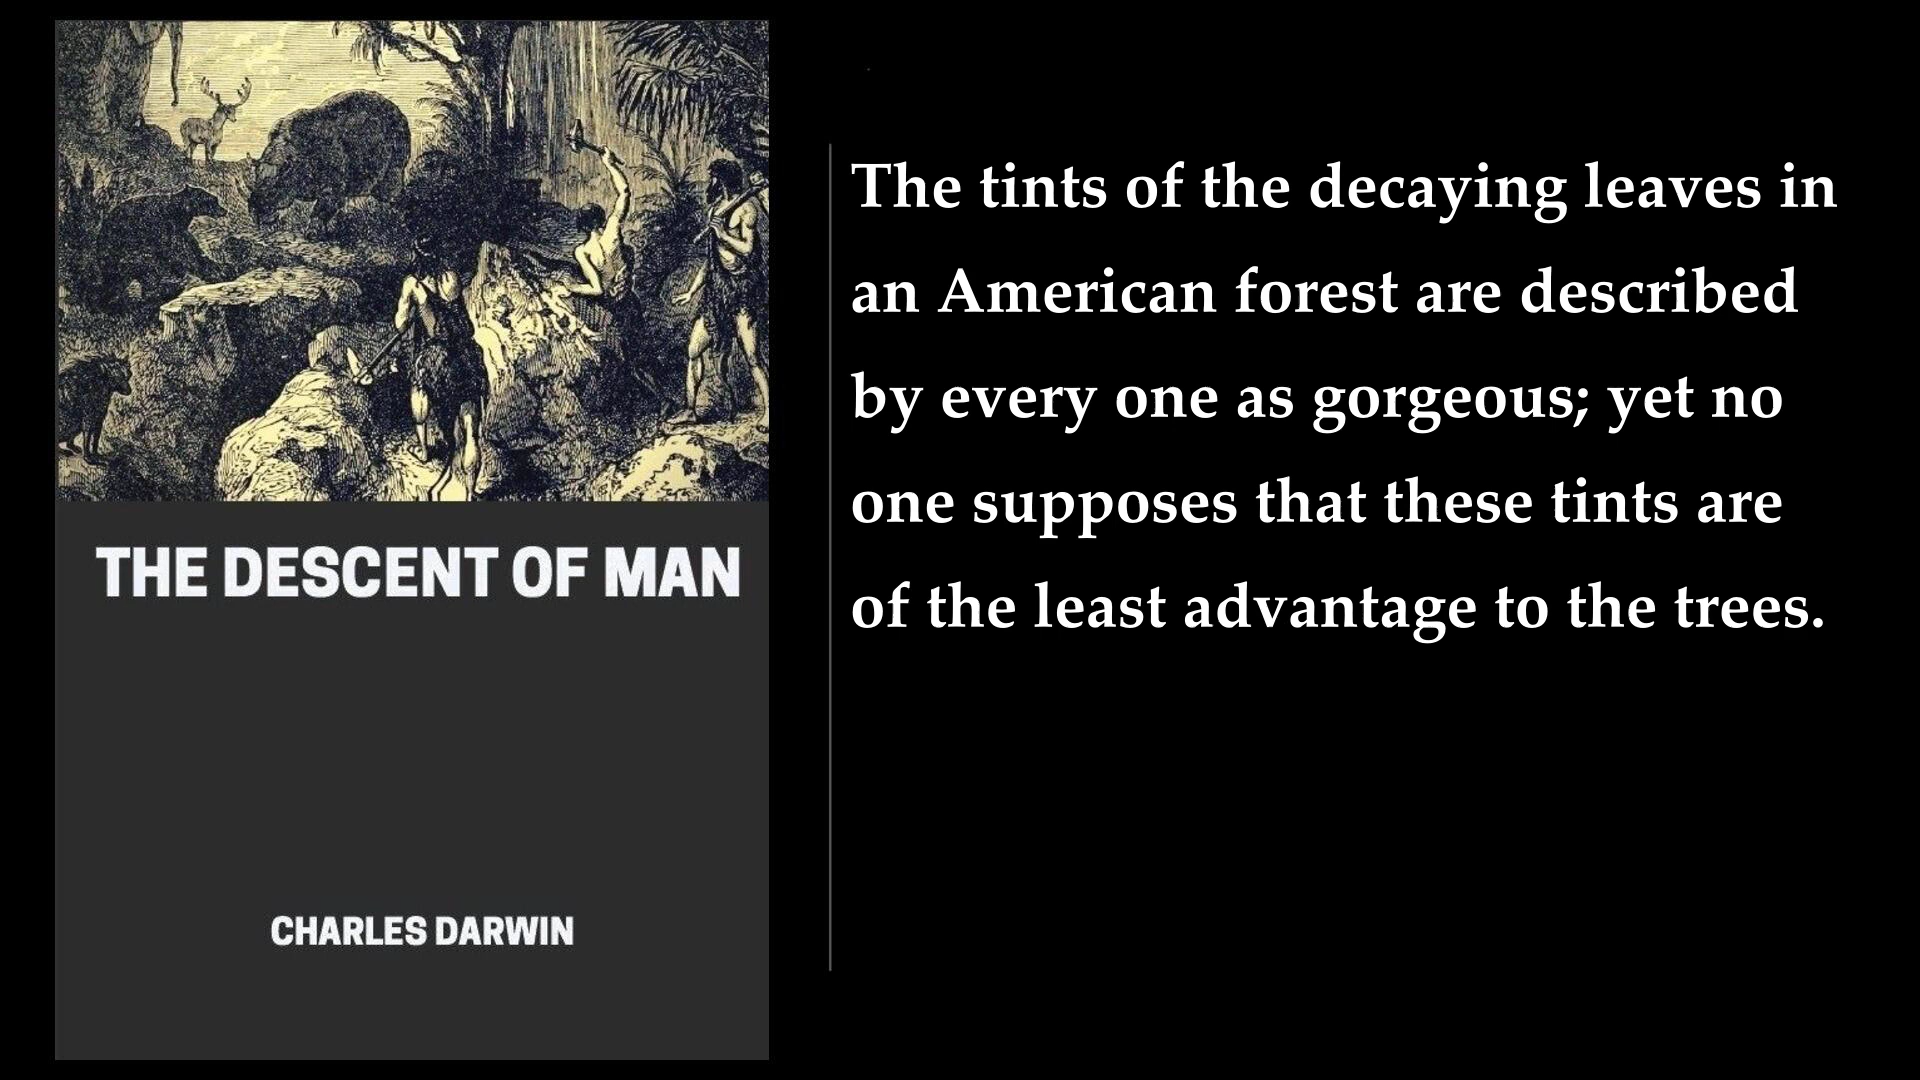 THE DESCENT OF MAN
CHARLES DARWIN
The tints of the decaying leaves in
an American forest are described
by every one as gorgeous; yet no
one supposes that these tints are
of the least advantage to the trees.